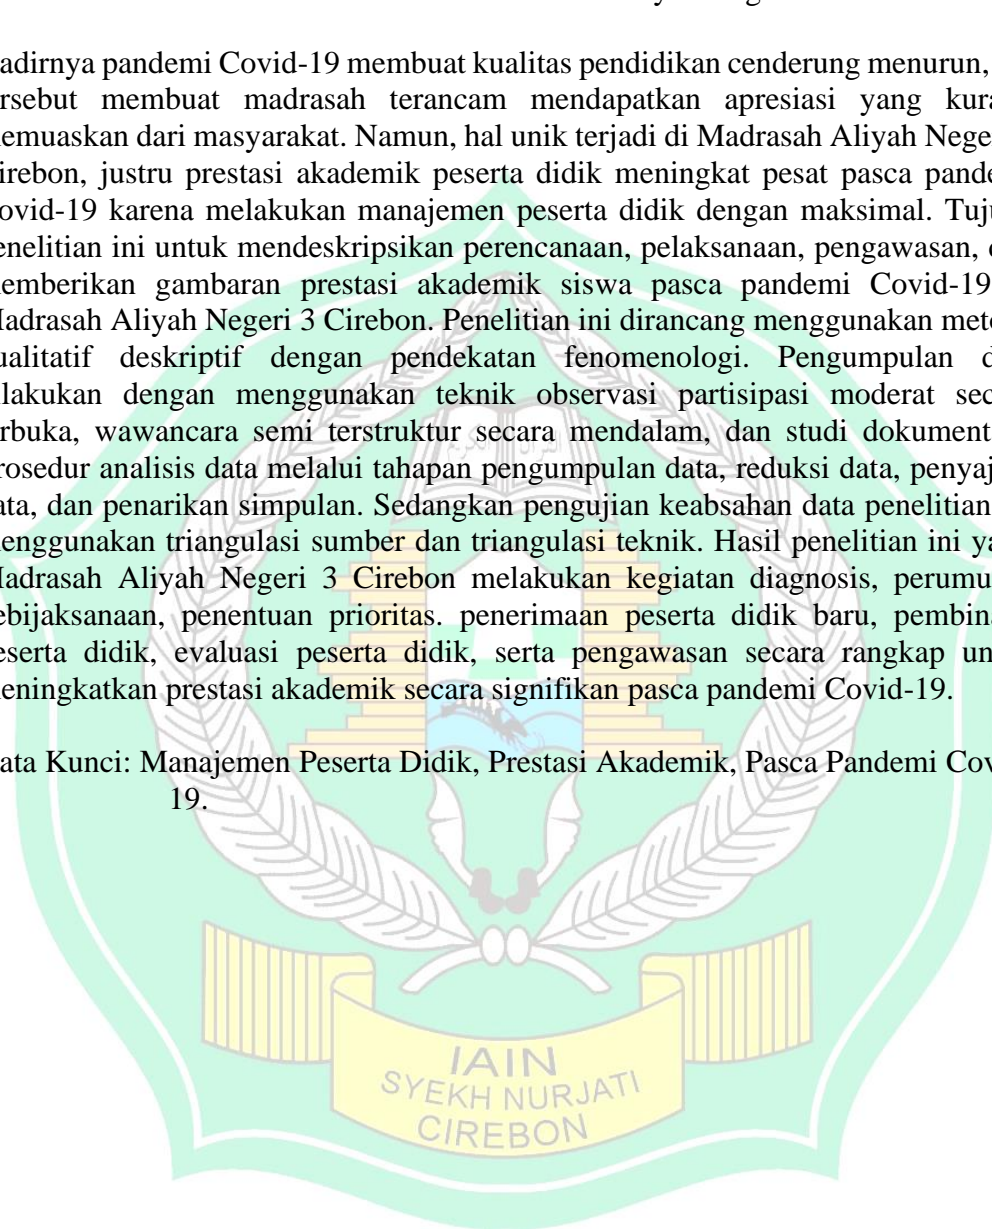 adirnya pandemi Covid-19 membuat kualitas pendidikan cenderung menurun,
rsebut membuat madrasah terancam mendapatkan apresiasi yang kura
emuaskan dari masyarakat. Namun, hal unik terjadi di Madrasah Aliyah Nege
irebon, justru prestasi akademik peserta didik meningkat pesat pasca pande
ovid-19 karena melakukan manajemen peserta didik dengan maksimal. Tuju
enelitian ini untuk mendeskripsikan perencanaan, pelaksanaan, pengawasan, d
emberikan gambaran prestasi akademik siswa pasca pandemi Covid-19
adrasah Aliyah Negeri 3 Cirebon. Penelitian ini dirancang menggunakan meto
ualitatif deskriptif dengan pendekatan fenomenologi. Pengumpulan d
ilakukan dengan menggunakan teknik observasi partisipasi moderat sec
rbuka, wawancara semi terstruktur secara mendalam, dan studi dokument
rosedur analisis data melalui tahapan pengumpulan data, reduksi data, penyaj
ata, dan penarikan simpulan. Sedangkan pengujian keabsahan data penelitian
enggunakan triangulasi sumber dan triangulasi teknik. Hasil penelitian ini ya
adrasah Aliyah Negeri 3 Cirebon melakukan kegiatan diagnosis, perumu
ebijaksanaan, penentuan prioritas. penerimaan peserta didik baru, pembina
eserta didik, evaluasi peserta didik, serta pengawasan secara rangkap un
eningkatkan prestasi akademik secara signifikan pasca pandemi Covid-19.
ata Kunci: Manajemen Peserta Didik, Prestasi Akademik, Pasca Pandemi Cov
19.
IAIN
SYEKH NURJATI
CIREBON